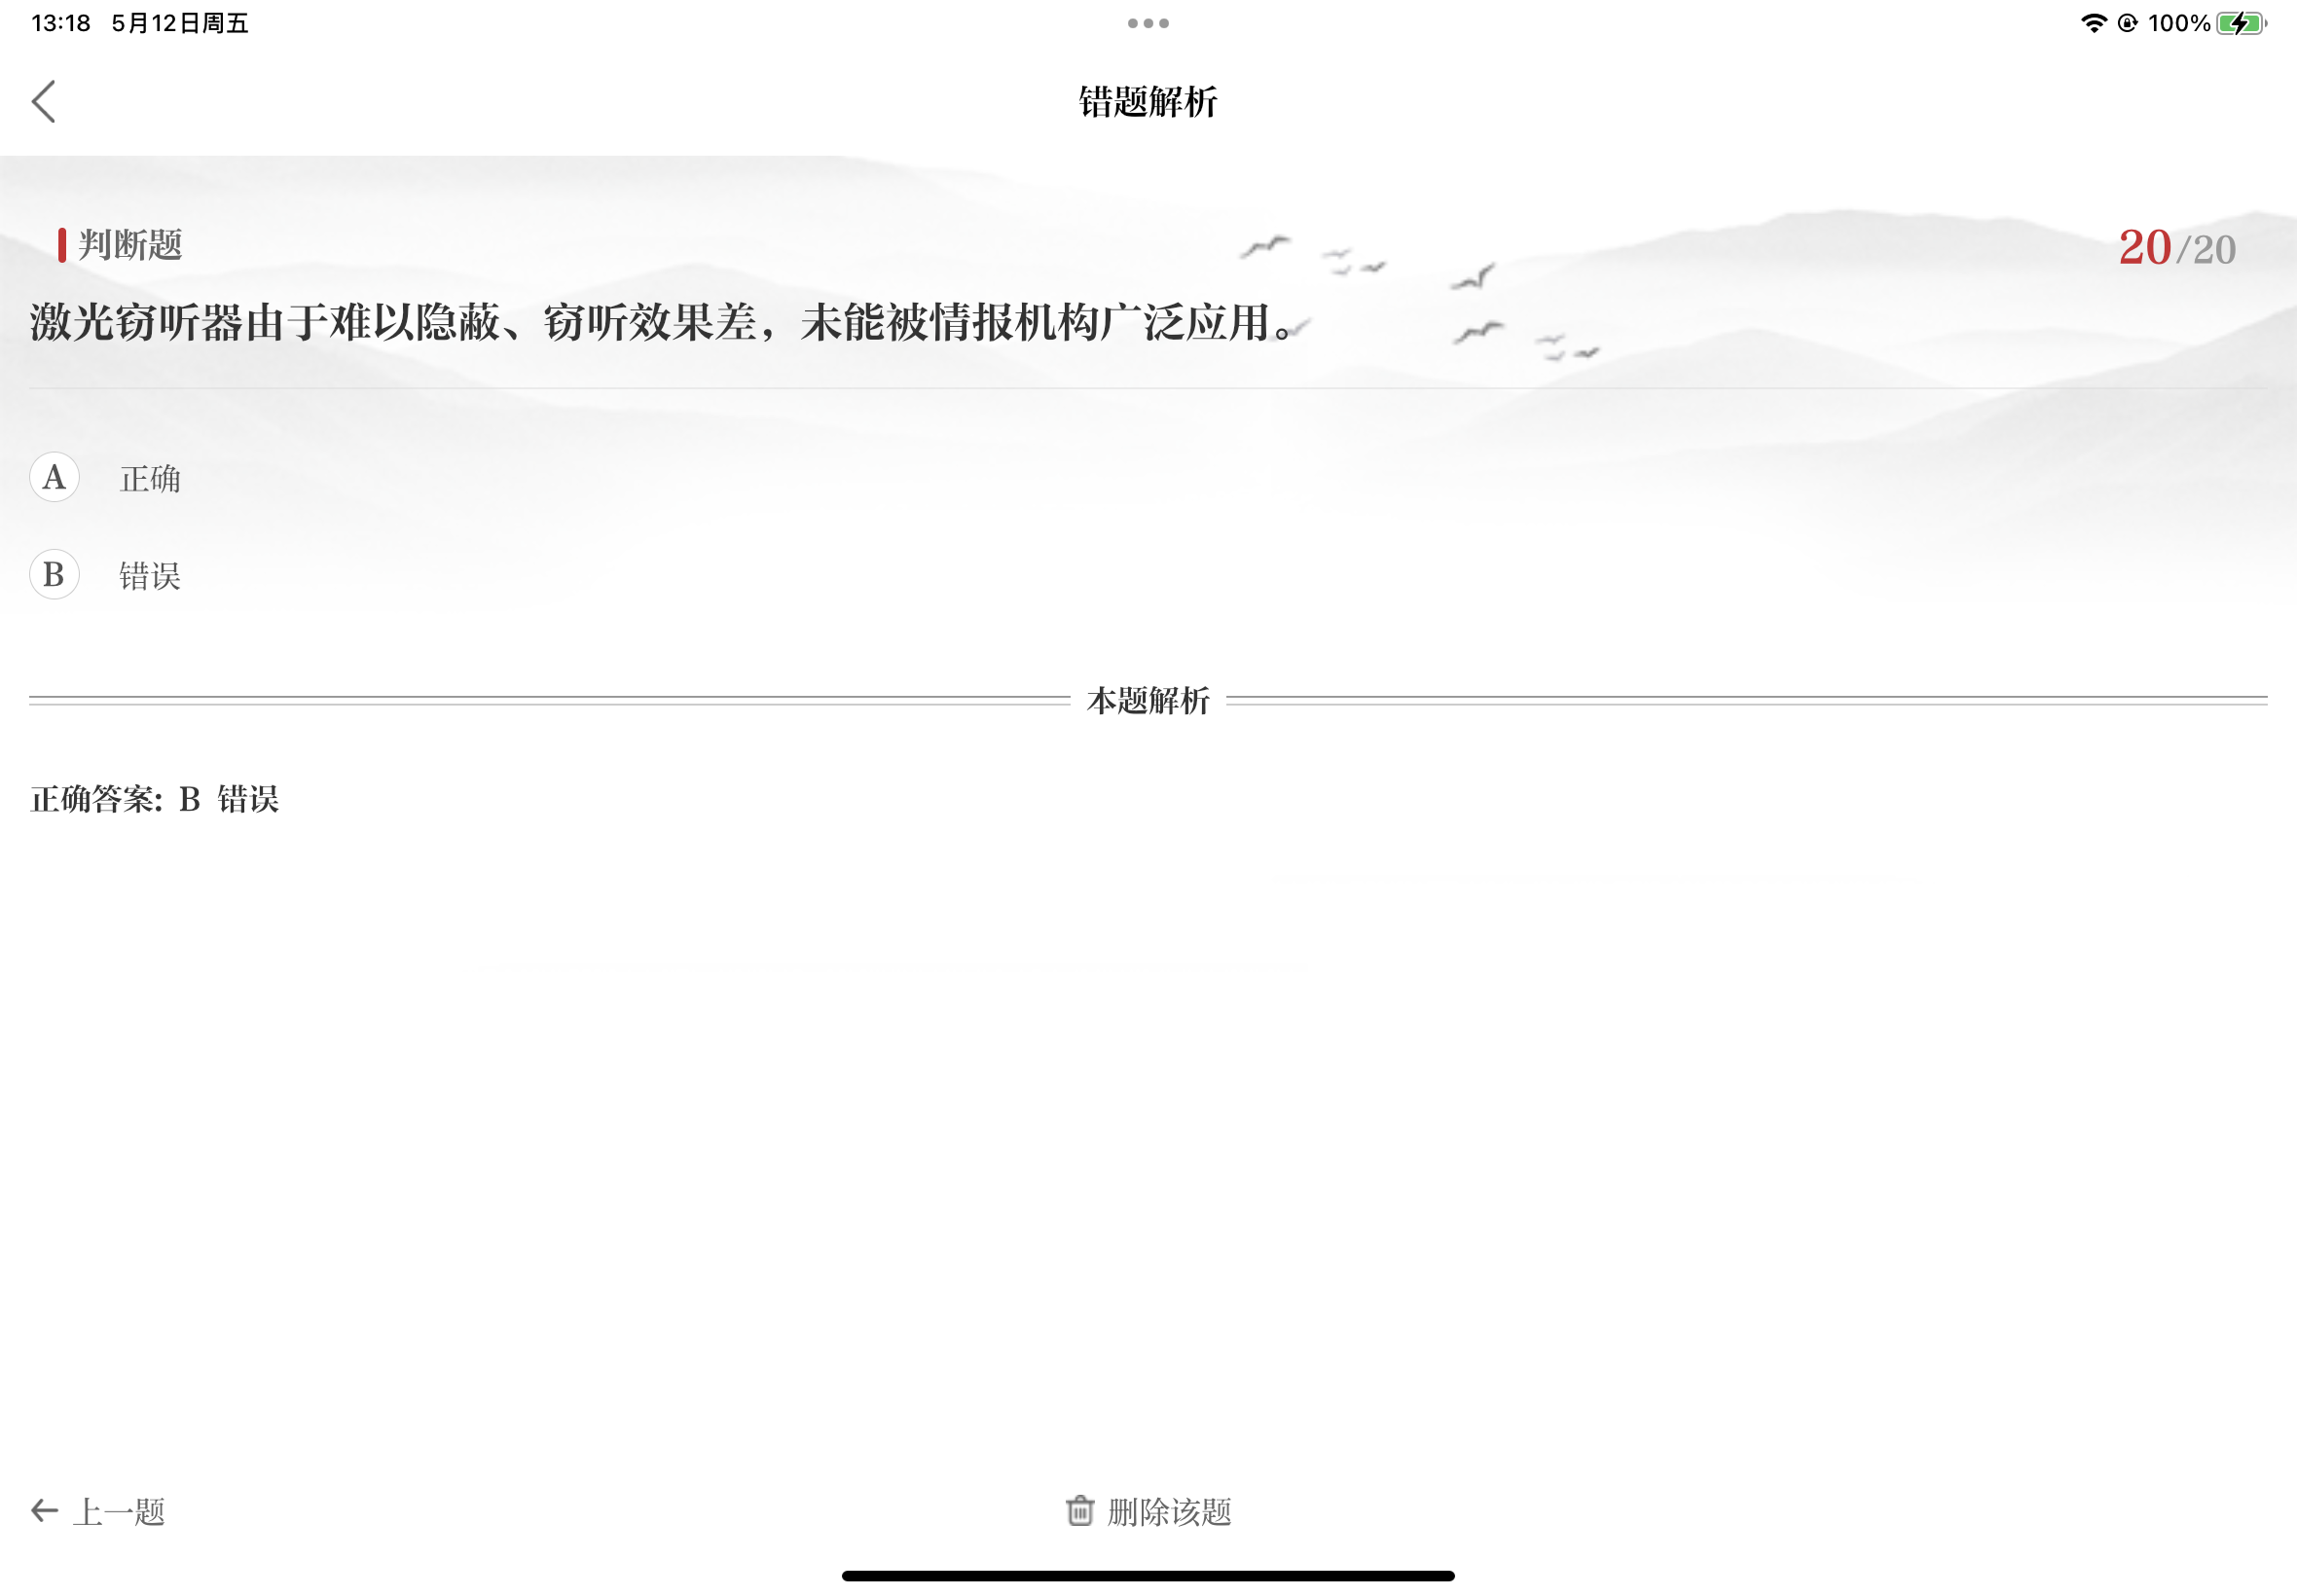 13:18 5月12日周五
100%
错题解析
判断题
20/20
激光窃听器由于难以隐蔽、窃听效果差，未能被情报机构广泛应用。
A 正确
B 错误
本题解析
正确答案: B 错误
上一题
删除该题